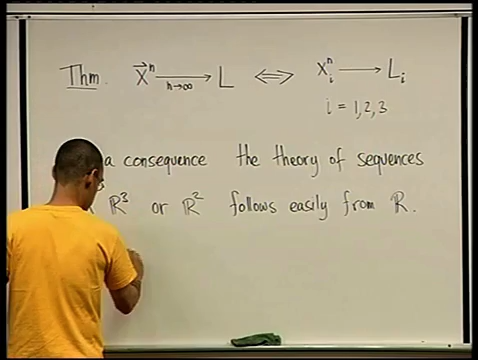 Thm. X⃗ⁿ ⟶ L ⟺ Xᵢⁿ ⟶ Lᵢ
n→∞
i = 1,2,3
a consequence the theory of sequences
ℝ³ or ℝ² follows easily from ℝ.